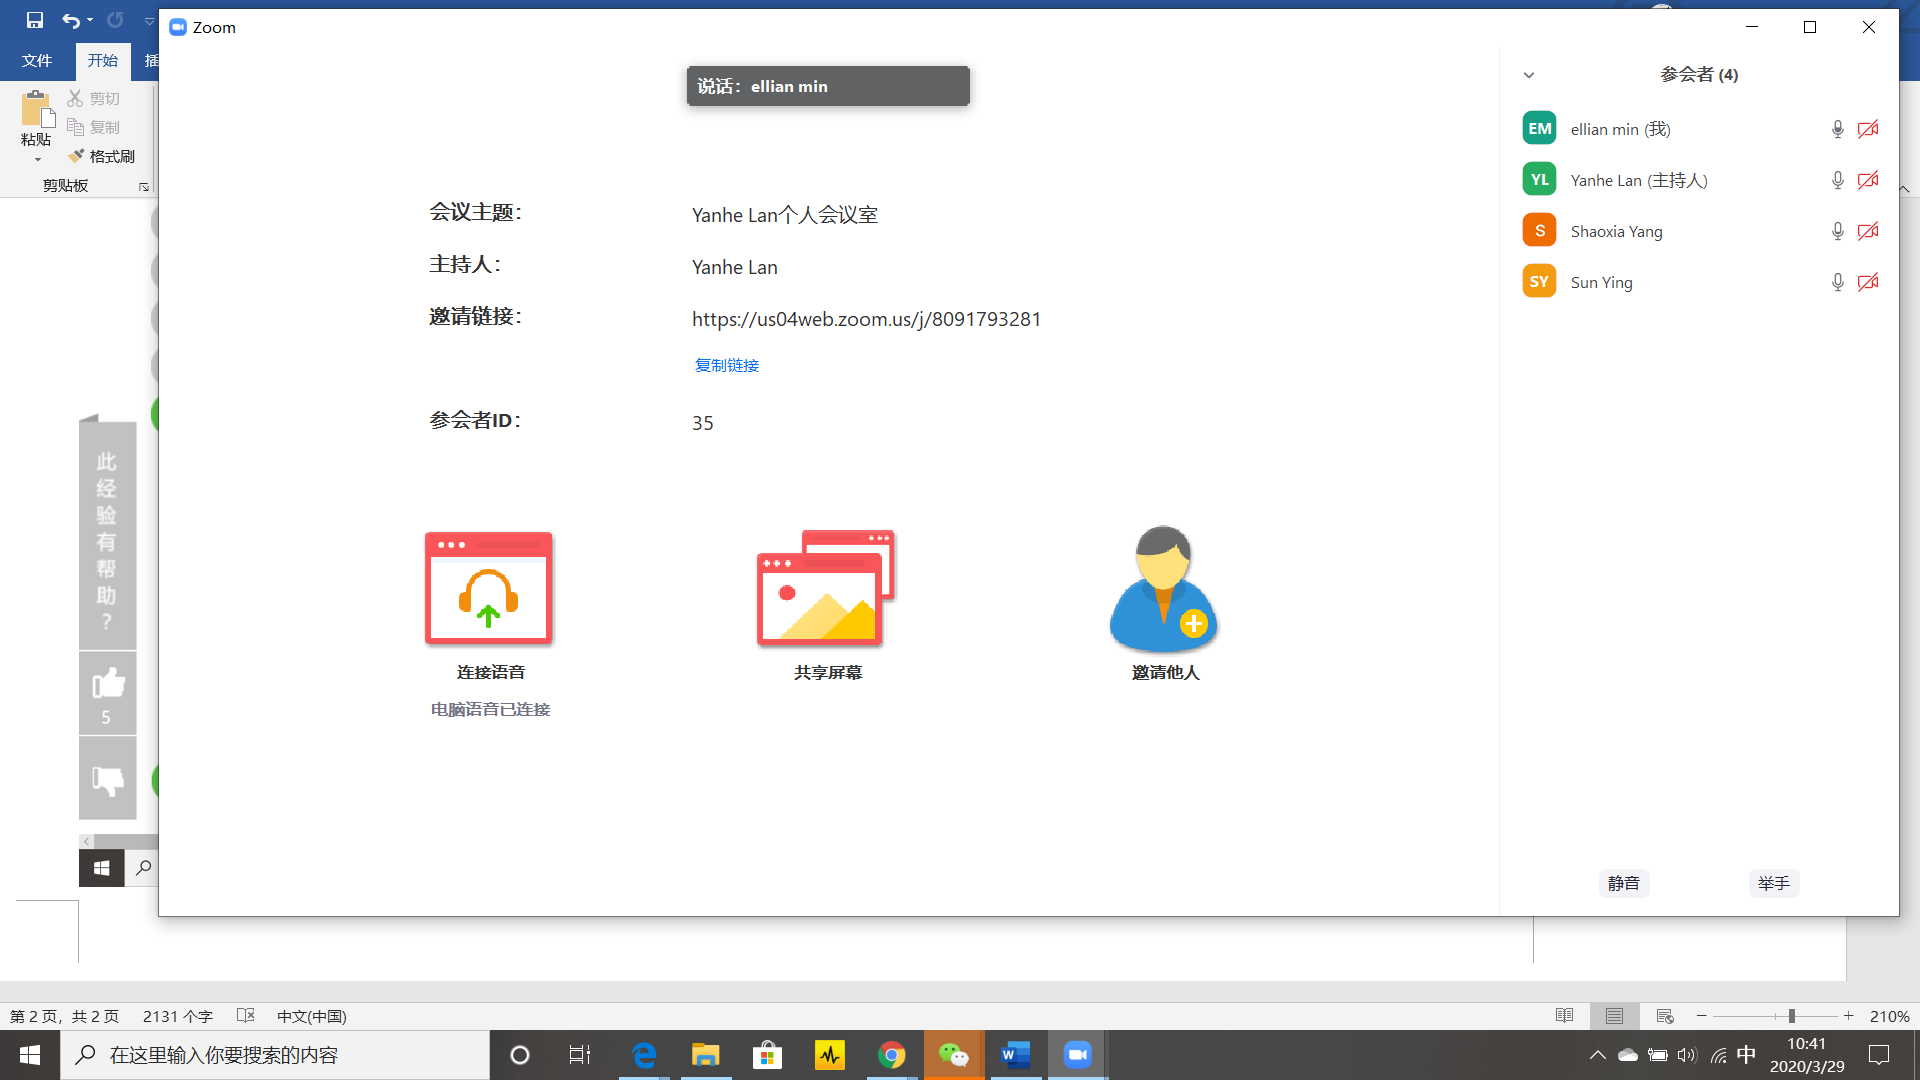 Zoom
文件
开始
插
粘贴
剪切
复制
格式刷
剪贴板
说话: ellian min
会议主题:
Yanhe Lan个人会议室
主持人:
Yanhe Lan
邀请链接:
https://us04web.zoom.us/j/8091793281
复制链接
参会者ID:
35
连接语音
共享屏幕
邀请他人
电脑语音已连接
参会者 (4)
EM
ellian min (我)
YL
Yanhe Lan (主持人)
S
Shaoxia Yang
SY
Sun Ying
静音
举手
此
经
验
有
帮
助
?
5
第 2 页, 共 2 页
2131 个字
中文(中国)
210%
在这里输入你要搜索的内容
中
10:41
2020/3/29